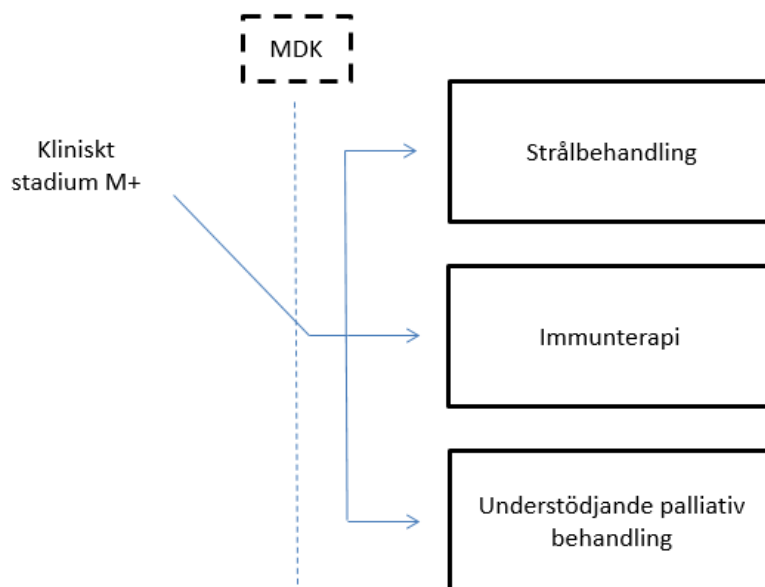 MDK
Kliniskt
stadium M+
Strålbehandling
Immunterapi
Understödjande palliativ
behandling